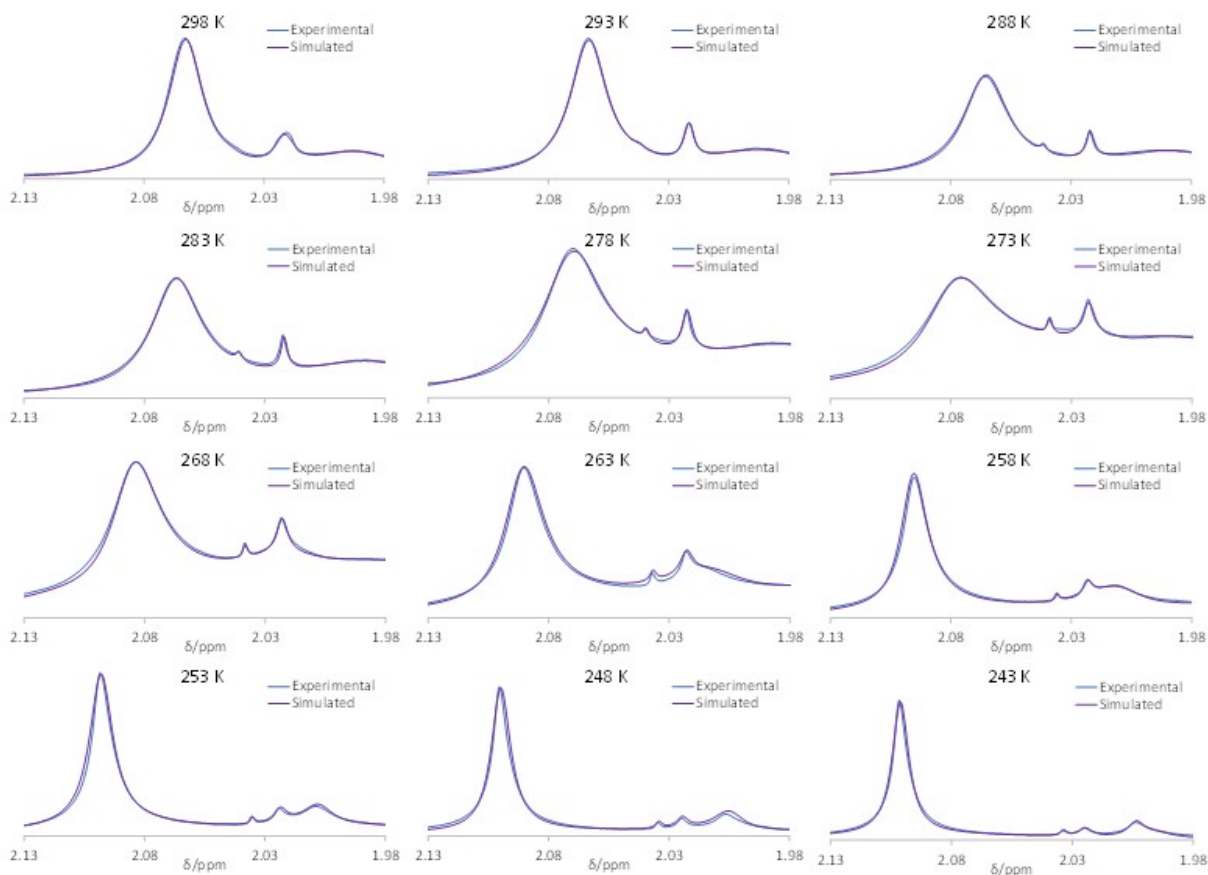 298 K
Experimental
Simulated
2.13 2.08 2.03 1.98
δ/ppm
293 K
Experimental
Simulated
2.13 2.08 2.03 1.98
δ/ppm
288 K
Experimental
Simulated
2.13 2.08 2.03 1.98
δ/ppm
283 K
Experimental
Simulated
2.13 2.08 2.03 1.98
δ/ppm
278 K
Experimental
Simulated
2.13 2.08 2.03 1.98
δ/ppm
273 K
Experimental
Simulated
2.13 2.08 2.03 1.98
δ/ppm
268 K
Experimental
Simulated
2.13 2.08 2.03 1.98
δ/ppm
263 K
Experimental
Simulated
2.13 2.08 2.03 1.98
δ/ppm
258 K
Experimental
Simulated
2.13 2.08 2.03 1.98
δ/ppm
253 K
Experimental
Simulated
2.13 2.08 2.03 1.98
δ/ppm
248 K
Experimental
Simulated
2.13 2.08 2.03 1.98
δ/ppm
243 K
Experimental
Simulated
2.13 2.08 2.03 1.98
δ/ppm